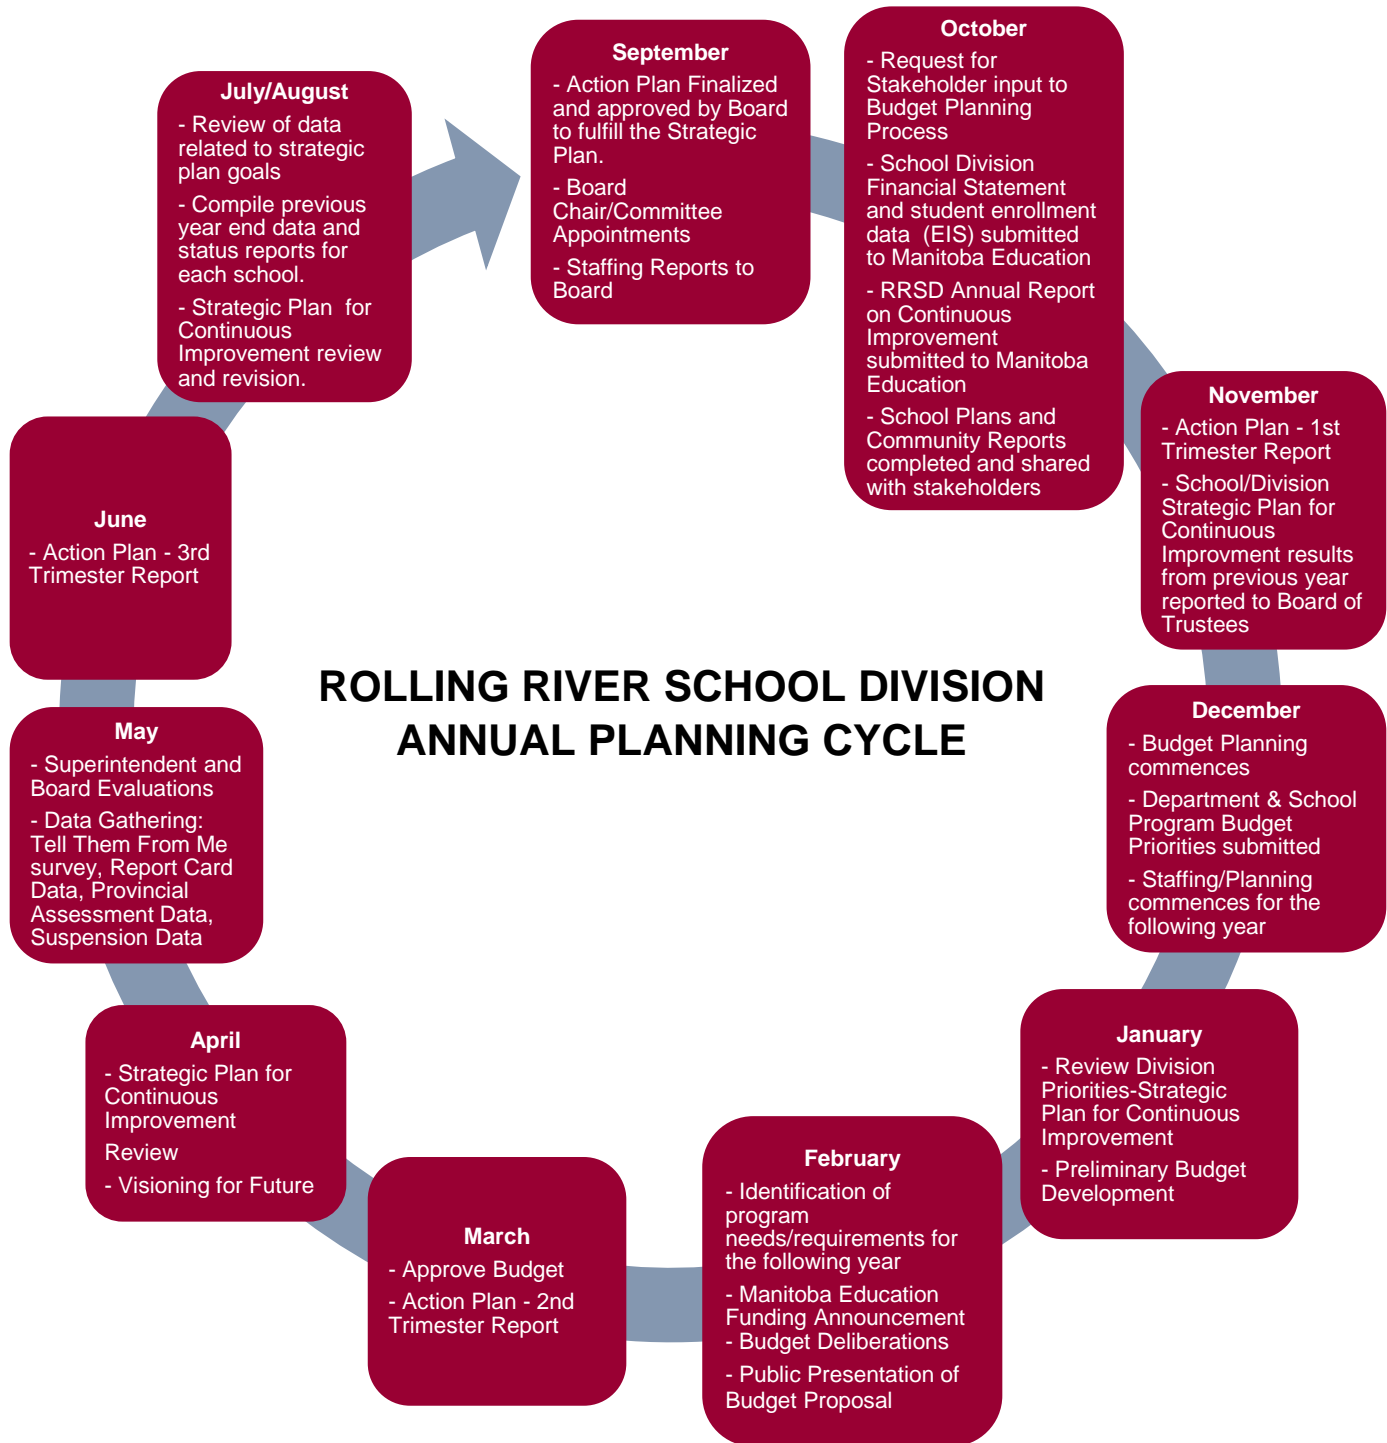 ROLLING RIVER SCHOOL DIVISION
ANNUAL PLANNING CYCLE
September
- Action Plan Finalized
and approved by Board
to fulfill the Strategic
Plan.
- Board
Chair/Committee
Appointments
- Staffing Reports to
Board
October
- Request for
Stakeholder input to
Budget Planning
Process
- School Division
Financial Statement
and student enrollment
data (EIS) submitted
to Manitoba Education
- RRSD Annual Report
on Continuous
Improvement
submitted to Manitoba
Education
- School Plans and
Community Reports
completed and shared
with stakeholders
November
- Action Plan - 1st
Trimester Report
- School/Division
Strategic Plan for
Continuous
Improvment results
from previous year
reported to Board of
Trustees
December
- Budget Planning
commences
- Department & School
Program Budget
Priorities submitted
- Staffing/Planning
commences for the
following year
January
- Review Division
Priorities-Strategic
Plan for Continuous
Improvement
- Preliminary Budget
Development
February
- Identification of
program
needs/requirements for
the following year
- Manitoba Education
Funding Announcement
- Budget Deliberations
- Public Presentation of
Budget Proposal
March
- Approve Budget
- Action Plan - 2nd
Trimester Report
April
- Strategic Plan for
Continuous
Improvement
Review
- Visioning for Future
May
- Superintendent and
Board Evaluations
- Data Gathering:
Tell Them From Me
survey, Report Card
Data, Provincial
Assessment Data,
Suspension Data
June
- Action Plan - 3rd
Trimester Report
July/August
- Review of data
related to strategic
plan goals
- Compile previous
year end data and
status reports for
each school.
- Strategic Plan for
Continuous
Improvement review
and revision.